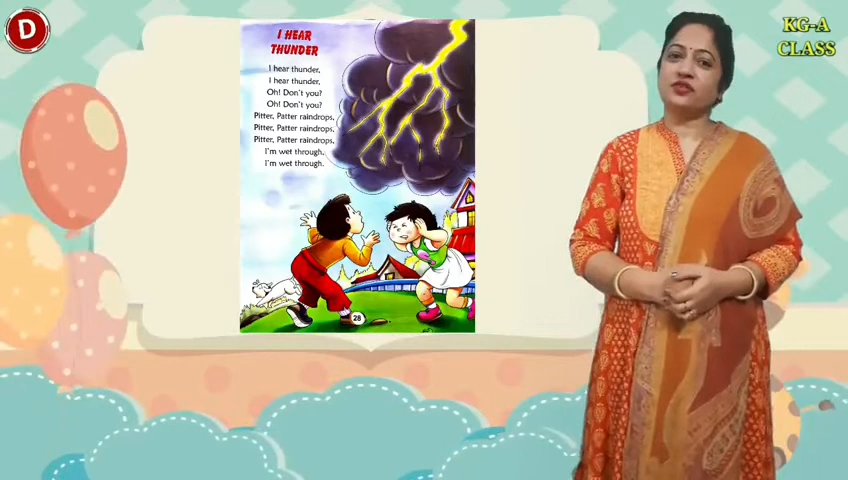 D
KG-A
CLASS
I HEAR
THUNDER
I hear thunder,
I hear thunder,
Oh! Don't you?
Oh! Don't you?
Pitter, Patter raindrops,
Pitter, Patter raindrops,
Pitter, Patter raindrops,
I'm wet through,
I'm wet through.
28